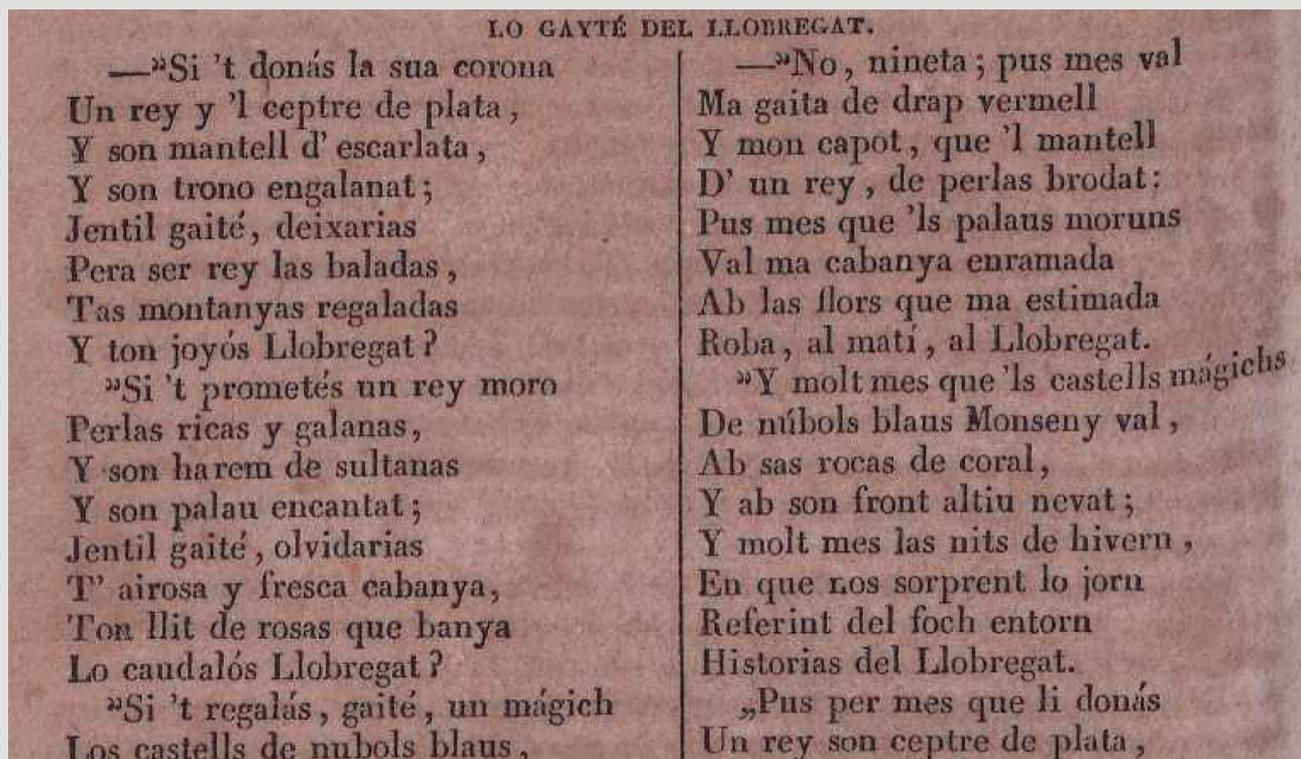 LO GAYTÉ DEL LLOBREGAT.
—"Si 't donás la sua corona
Un rey y 'l ceptre de plata,
Y son mantell d' escarlata,
Y son trono engalanat;
Jentil gaité, deixarias
Pera ser rey las baladas,
Tas montanyas regaladas
Y ton joyós Llobregat?
"Si 't prometés un rey moro
Perlas ricas y galanas,
Y son harem de sultanas
Y son palau encantat;
Jentil gaité, olvidarias
T' airosa y fresca cabanya,
Ton llit de rosas que banya
Lo caudalós Llobregat?
"Si 't regalás, gaité, un mágich
Los castells de nubols blaus,
—"No, nineta; pus mes val
Ma gaita de drap vermell
Y mon capot, que 'l mantell
D' un rey, de perlas brodat:
Pus mes que 'ls palaus moruns
Val ma cabanya enramada
Ab las flors que ma estimada
Roba, al matí, al Llobregat.
"Y molt mes que 'ls castells mágichs
De núbols blaus Monseny val,
Ab sas rocas de coral,
Y ab son front altiu nevat;
Y molt mes las nits de hivern,
En que nos sorprent lo jorn
Referint del foch entorn
Historias del Llobregat.
„Pus per mes que li donás
Un rey son ceptre de plata,